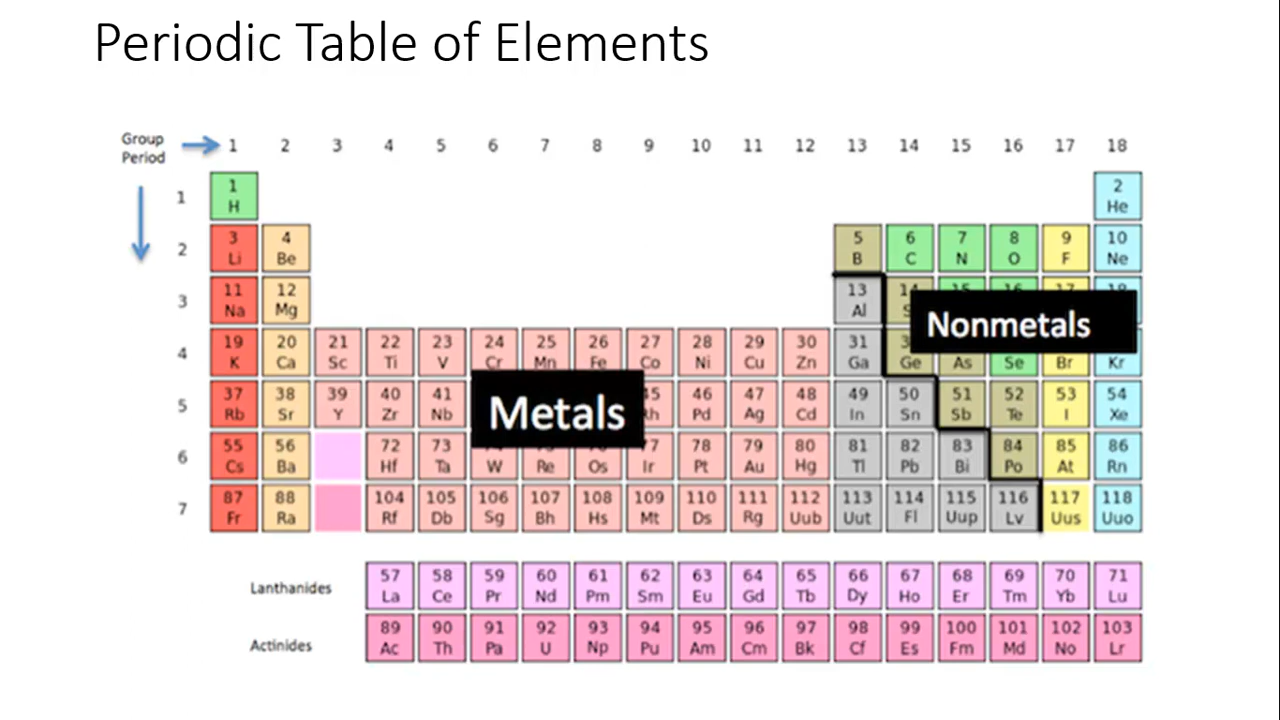 Periodic Table of Elements
Group
Period
1 2 3 4 5 6 7 8 9 10 11 12 13 14 15 16 17 18
1
1 2
H He
2
3 4 5 6 7 8 9 10
Li Be B C N O F Ne
3
11 12 13
Na Mg Al
Nonmetals
4
19 20 21 22 23 24 25 26 27 28 29 30 31
K Ca Sc Ti V Cr Mn Fe Co Ni Cu Zn Ga Ge As Se Br Kr
5
37 38 39 40 41 46 47 48 49 50 51 52 53 54
Rb Sr Y Zr Nb Pd Ag Cd In Sn Sb Te I Xe
Metals
6
55 56 72 73 78 79 80 81 82 83 84 85 86
Cs Ba Hf Ta W Re Os Ir Pt Au Hg Tl Pb Bi Po At Rn
7
87 88 104 105 106 107 108 109 110 111 112 113 114 115 116 117 118
Fr Ra Rf Db Sg Bh Hs Mt Ds Rg Uub Uut Fl Uup Lv Uus Uuo
Lanthanides
57 58 59 60 61 62 63 64 65 66 67 68 69 70 71
La Ce Pr Nd Pm Sm Eu Gd Tb Dy Ho Er Tm Yb Lu
Actinides
89 90 91 92 93 94 95 96 97 98 99 100 101 102 103
Ac Th Pa U Np Pu Am Cm Bk Cf Es Fm Md No Lr